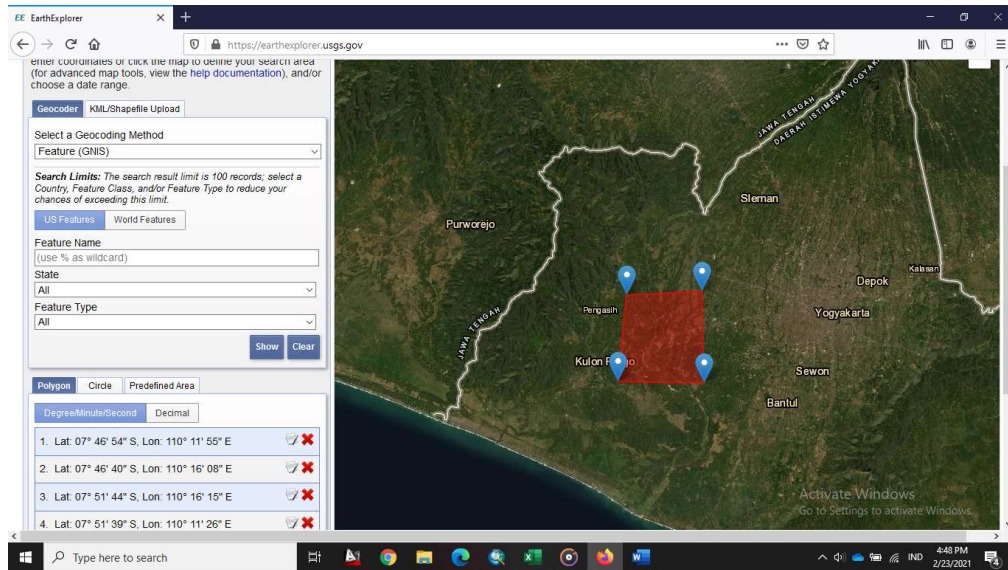 EE EarthExplorer
https://earthexplorer.usgs.gov
enter coordinates or click the map to define your search area
(for advanced map tools, view the help documentation), and/or
choose a date range.
Geocoder KML/Shapefile Upload
Select a Geocoding Method
Feature (GNIS)
Search Limits: The search result limit is 100 records; select a
Country, Feature Class, and/or Feature Type to reduce your
chances of exceeding this limit.
US Features World Features
Feature Name
(use % as wildcard)
State
All
Feature Type
All
Show Clear
Polygon Circle Predefined Area
Degree/Minute/Second Decimal
1. Lat: 07° 46' 54" S, Lon: 110° 11' 55" E
2. Lat: 07° 46' 40" S, Lon: 110° 16' 08" E
3. Lat: 07° 51' 44" S, Lon: 110° 16' 15" E
4. Lat: 07° 51' 39" S, Lon: 110° 11' 26" E
JAWA TENGAH
DAERAH ISTIMEWA YOGYAKARTA
Sleman
Purworejo
Kalasan
Depok
Pengasih
Yogyakarta
JAWA TENGAH
Kulon
Sewon
Bantul
Activate Windows
Go to Settings to activate Windows.
Type here to search
IND
4:48 PM
2/23/2021